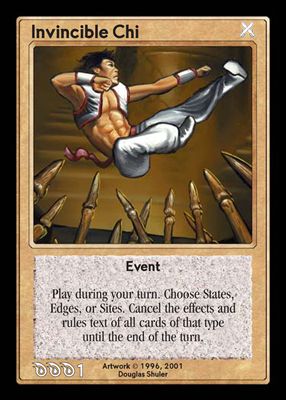 Invincible Chi
Event
Play during your turn. Choose States,
Edges, or Sites. Cancel the effects and
rules text of all cards of that type
until the end of the turn.
1
Artwork © 1996, 2001
Douglas Shuler